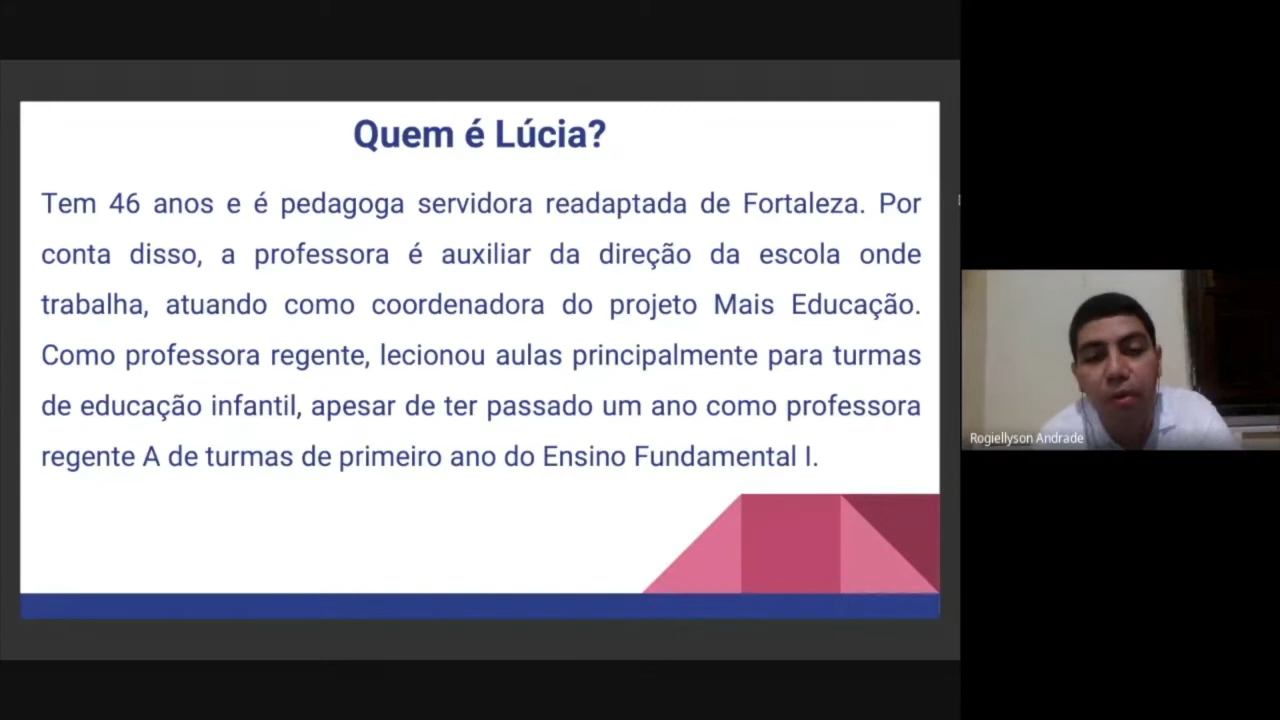 Quem é Lúcia?
Tem 46 anos e é pedagoga servidora readaptada de Fortaleza. Por
conta disso, a professora é auxiliar da direção da escola onde
trabalha, atuando como coordenadora do projeto Mais Educação.
Como professora regente, lecionou aulas principalmente para turmas
de educação infantil, apesar de ter passado um ano como professora
regente A de turmas de primeiro ano do Ensino Fundamental I.
Rogiellyson Andrade